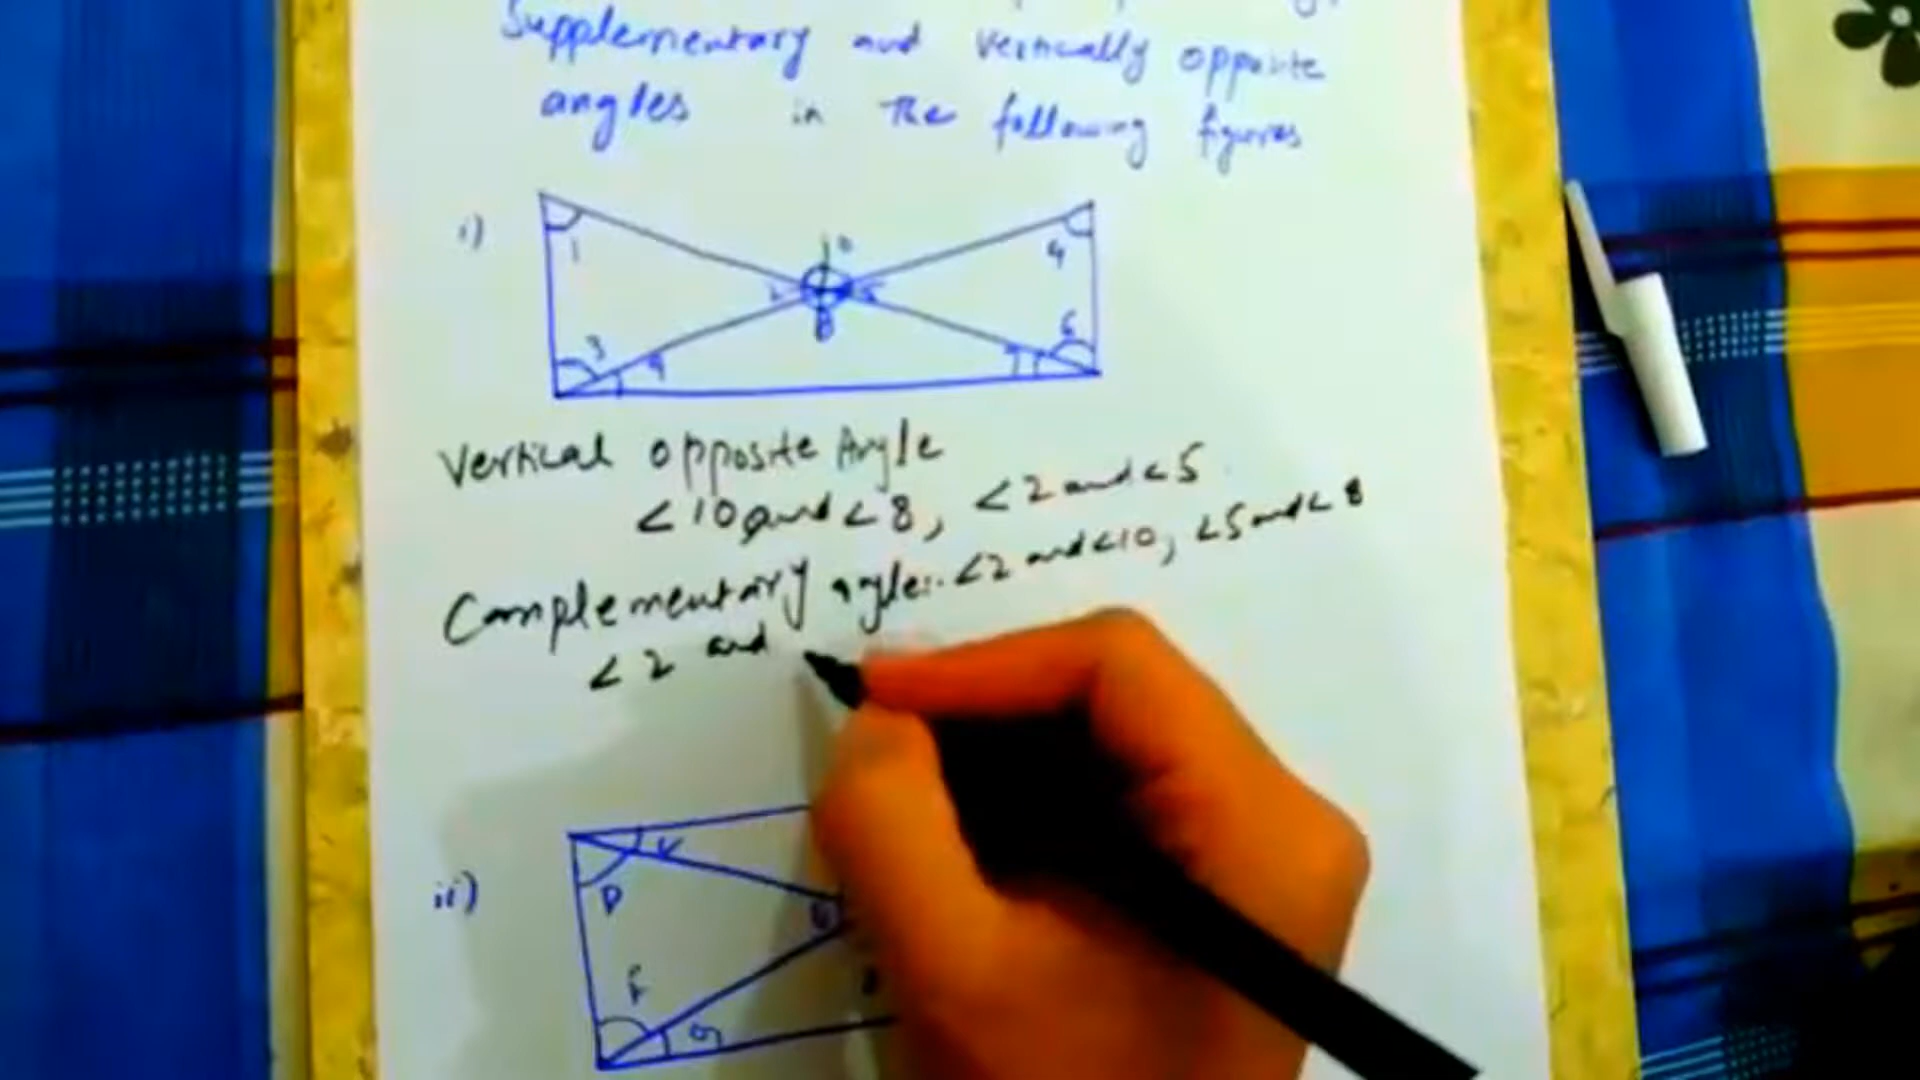 Supplementary and vertically opposite
angles in The following figures
i)
1
10
4
2
5
8
3
9
7
6
Vertical opposite Angle
<10 and <8, <2 and <5
Complementary agle:- <2 and <10, <5 and <8
<2 and
ii)
P